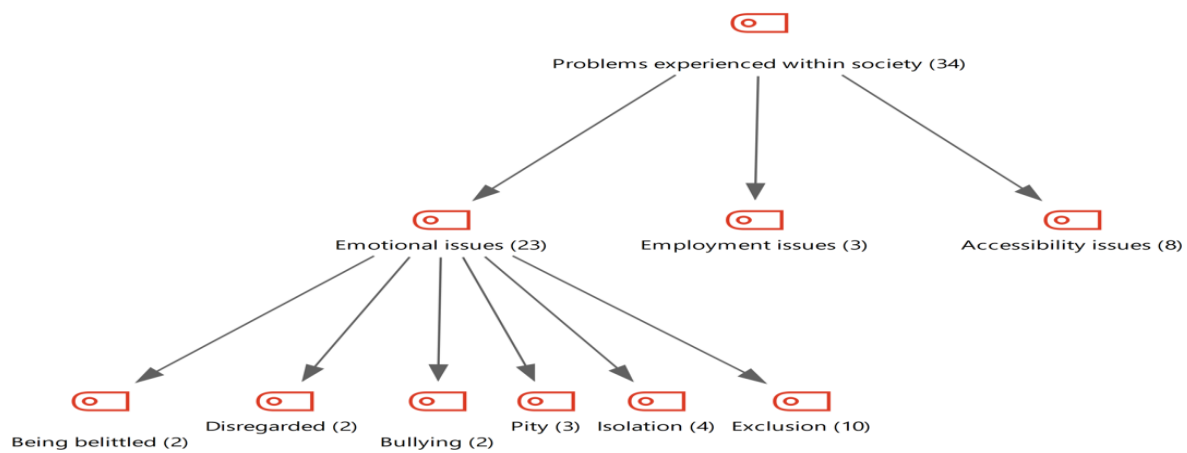 Problems experienced within society (34)
Emotional issues (23)
Employment issues (3)
Accessibility issues (8)
Being belittled (2)
Disregarded (2)
Bullying (2)
Pity (3)
Isolation (4)
Exclusion (10)